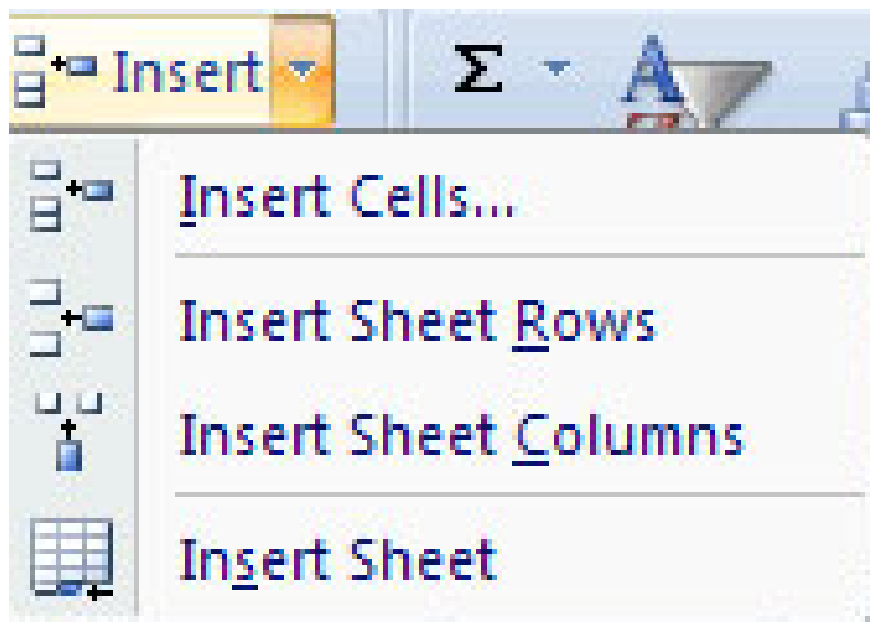 Insert Σ A
Insert Cells...
Insert Sheet Rows
Insert Sheet Columns
Insert Sheet